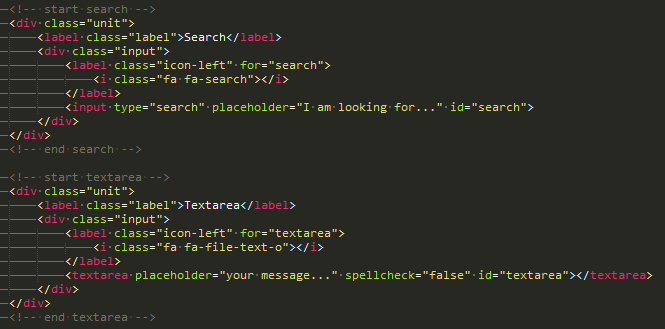 <!-- start search -->
<div class="unit">
<label class="label">Search</label>
<div class="input">
<label class="icon-left" for="search">
<i class="fa fa-search"></i>
</label>
<input type="search" placeholder="I am looking for..." id="search">
</div>
</div>
<!-- end search -->
<!-- start textarea -->
<div class="unit">
<label class="label">Textarea</label>
<div class="input">
<label class="icon-left" for="textarea">
<i class="fa fa-file-text-o"></i>
</label>
<textarea placeholder="your message..." spellcheck="false" id="textarea"></textarea>
</div>
</div>
<!-- end textarea -->